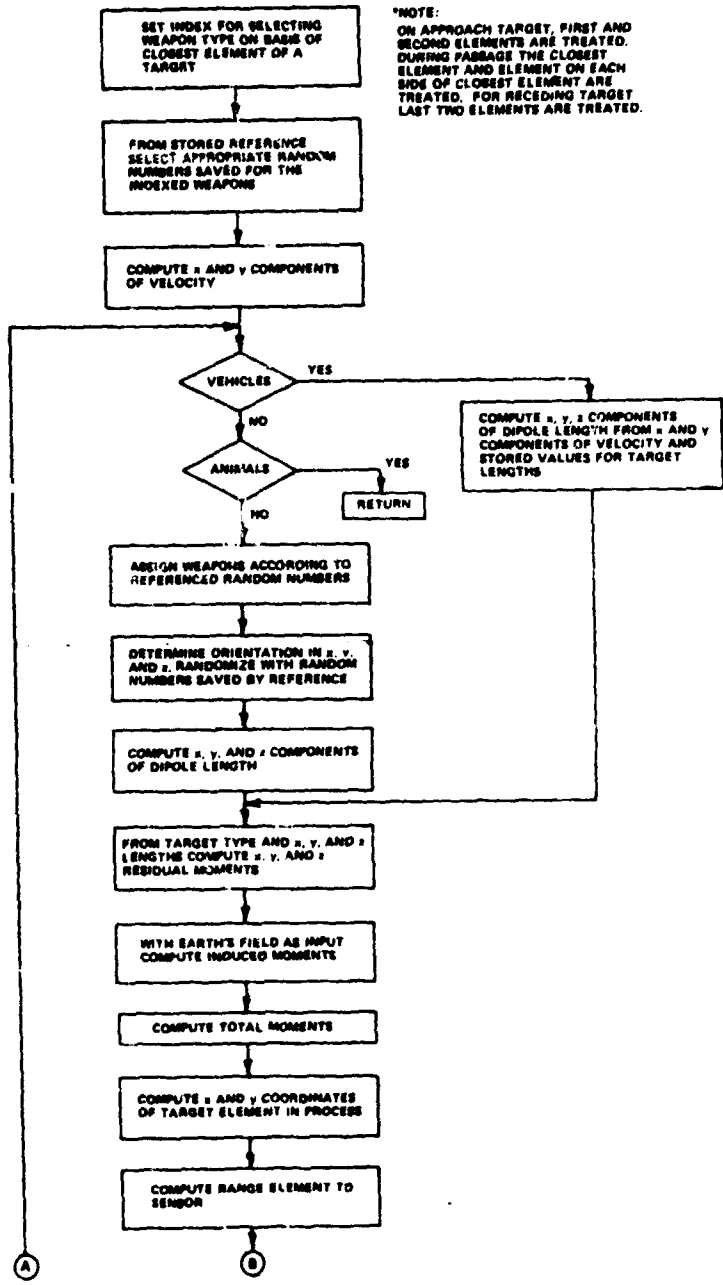 SET INDEX FOR SELECTING
WEAPON TYPE ON BASIS OF
CLOSEST ELEMENT OF A
TARGET
*NOTE:
ON APPROACH TARGET, FIRST AND
SECOND ELEMENTS ARE TREATED.
DURING PASSAGE THE CLOSEST
ELEMENT AND ELEMENT ON EACH
SIDE OF CLOSEST ELEMENT ARE
TREATED. FOR RECEDING TARGET
LAST TWO ELEMENTS ARE TREATED.
FROM STORED REFERENCE
SELECT APPROPRIATE RANDOM
NUMBERS SAVED FOR THE
INDEXED WEAPONS
COMPUTE x AND y COMPONENTS
OF VELOCITY
VEHICLES
YES
NO
COMPUTE x, y, z COMPONENTS
OF DIPOLE LENGTH FROM x AND y
COMPONENTS OF VELOCITY AND
STORED VALUES FOR TARGET
LENGTHS
ANIMALS
YES
RETURN
NO
ASSIGN WEAPONS ACCORDING TO
REFERENCED RANDOM NUMBERS
DETERMINE ORIENTATION IN x, y,
AND z, RANDOMIZE WITH RANDOM
NUMBERS SAVED BY REFERENCE
COMPUTE x, y, AND z COMPONENTS
OF DIPOLE LENGTH
FROM TARGET TYPE AND x, y, AND z
LENGTHS COMPUTE x, y, AND z
RESIDUAL MOMENTS
WITH EARTH'S FIELD AS INPUT
COMPUTE INDUCED MOMENTS
COMPUTE TOTAL MOMENTS
COMPUTE x AND y COORDINATES
OF TARGET ELEMENT IN PROCESS
COMPUTE RANGE ELEMENT TO
SENSOR
A
B